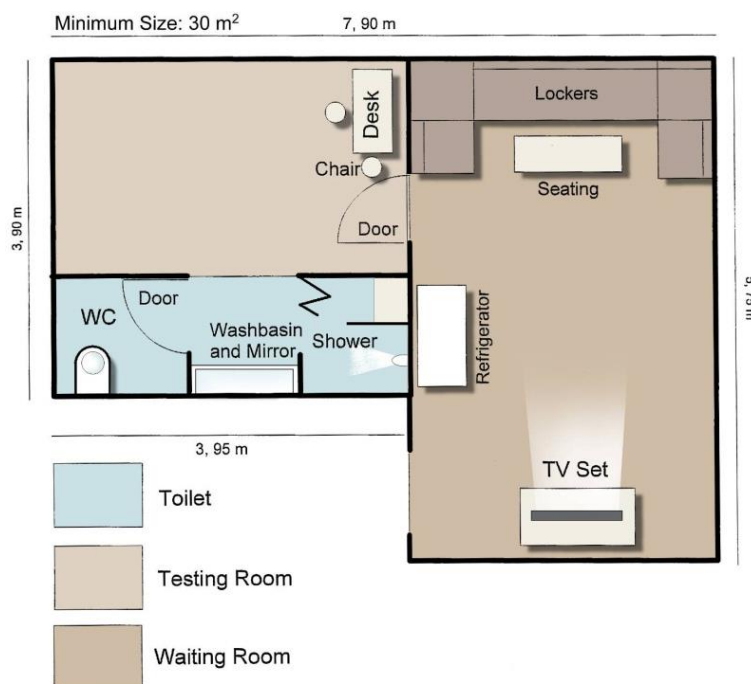 Minimum Size: 30 m²
7, 90 m
Lockers
Desk
Chair
Seating
3, 90 m
Door
Door
WC
Washbasin
and Mirror
Shower
Refrigerator
3, 95 m
TV Set
Toilet
Testing Room
Waiting Room